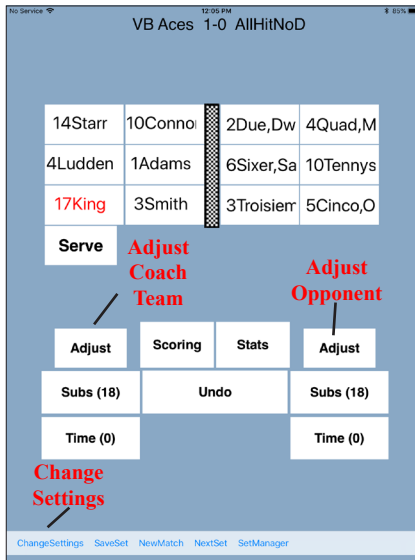 No Service 12:05 PM 85%
VB Aces 1-0 AllHitNoD
14Starr 10Connoı 2Due,Dw 4Quad,M
4Ludden 1Adams 6Sixer,Sa 10Tennys
17King 3Smith 3Troisiem 5Cinco,O
Serve
Adjust
Coach
Team
Adjust
Opponent
Adjust Scoring Stats Adjust
Subs (18) Undo Subs (18)
Time (0) Time (0)
Change
Settings
ChangeSettings SaveSet NewMatch NextSet SetManager